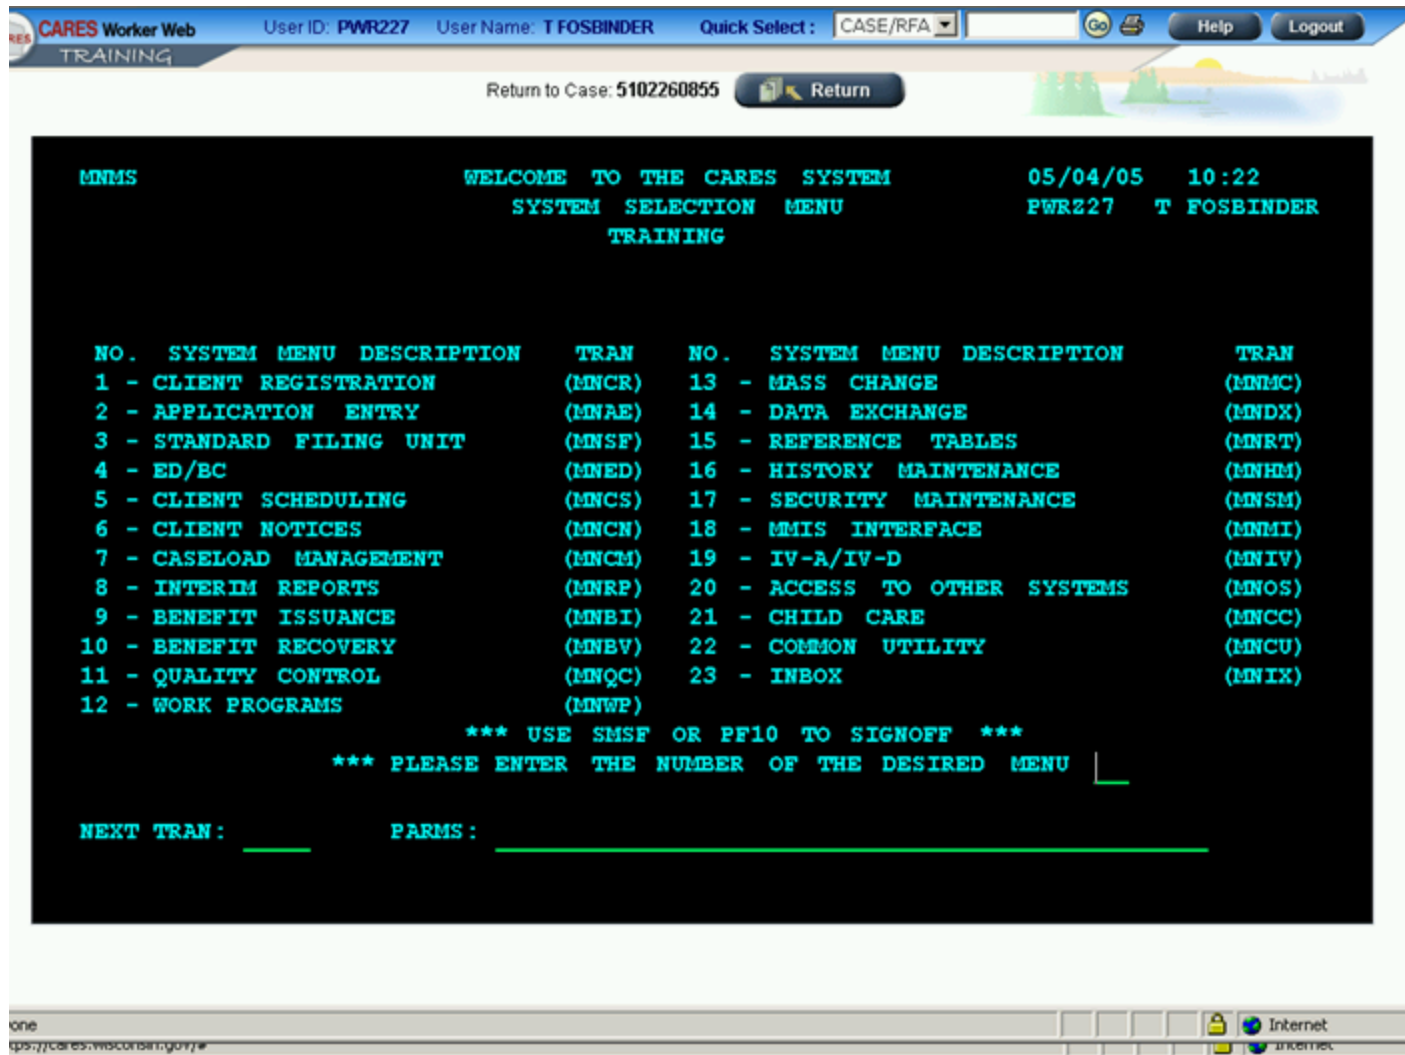 CARES Worker Web User ID: PWR227 User Name: T FOSBINDER Quick Select : CASE/RFA Go Help Logout
TRAINING
Return to Case: 5102260855 Return
MNMS WELCOME TO THE CARES SYSTEM 05/04/05 10:22
SYSTEM SELECTION MENU PWRZ27 T FOSBINDER
TRAINING
NO. SYSTEM MENU DESCRIPTION TRAN NO. SYSTEM MENU DESCRIPTION TRAN
1 - CLIENT REGISTRATION (MNCR) 13 - MASS CHANGE (MNMC)
2 - APPLICATION ENTRY (MNAE) 14 - DATA EXCHANGE (MNDX)
3 - STANDARD FILING UNIT (MNSF) 15 - REFERENCE TABLES (MNRT)
4 - ED/BC (MNED) 16 - HISTORY MAINTENANCE (MNHM)
5 - CLIENT SCHEDULING (MNCS) 17 - SECURITY MAINTENANCE (MNSM)
6 - CLIENT NOTICES (MNCN) 18 - MMIS INTERFACE (MNMI)
7 - CASELOAD MANAGEMENT (MNCM) 19 - IV-A/IV-D (MNIV)
8 - INTERIM REPORTS (MNRP) 20 - ACCESS TO OTHER SYSTEMS (MNOS)
9 - BENEFIT ISSUANCE (MNBI) 21 - CHILD CARE (MNCC)
10 - BENEFIT RECOVERY (MNBV) 22 - COMMON UTILITY (MNCU)
11 - QUALITY CONTROL (MNQC) 23 - INBOX (MNIX)
12 - WORK PROGRAMS (MNWP)
*** USE SMSF OR PF10 TO SIGNOFF ***
*** PLEASE ENTER THE NUMBER OF THE DESIRED MENU
NEXT TRAN: PARMS:
one Internet
ps://cares.wisconsin.gov/# Internet